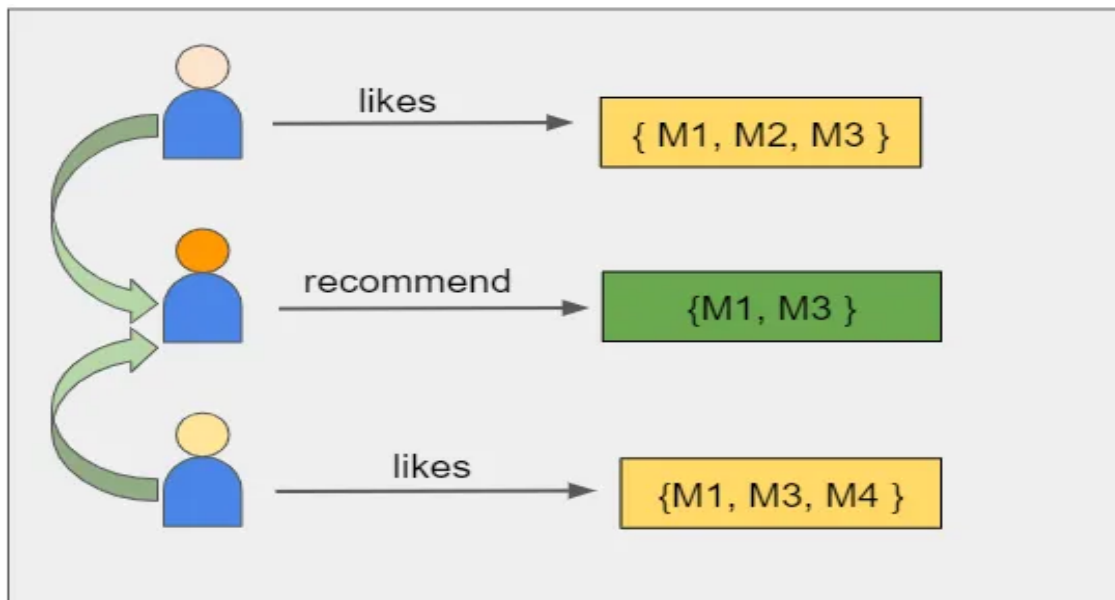 likes
{ M1, M2, M3 }
recommend
{M1, M3 }
likes
{M1, M3, M4 }